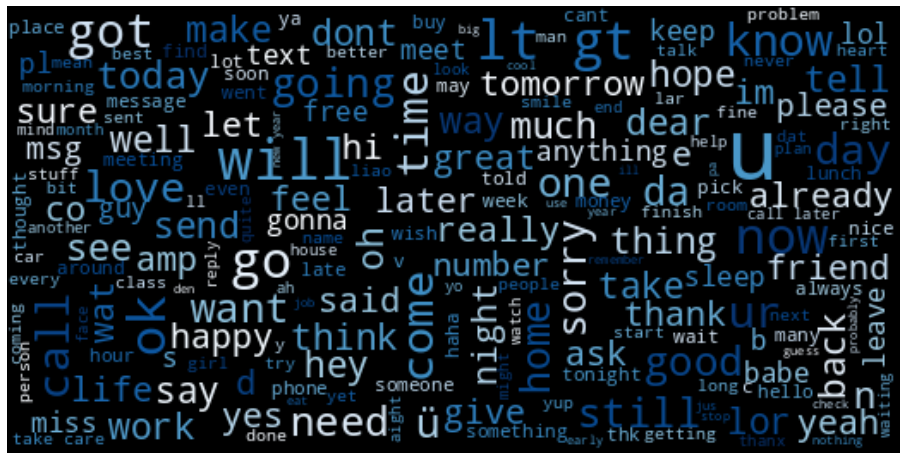 place
got
make
ya
dont
buy
big
man
cant
keep
problem
know
lol
pl
mean
best
find
lot
text
better
meet
lt
gt
talk
never
heart
today
morning
message
soon
went
going
look
cool
may
tomorrow
hope
im
tell
please
sure
sent
well
let
free
time
smile
end
lar
dear
fine
right
mind
month
msg
meeting
will
hi
way
much
great
anything
e
help
u
dat
plan
day
lunch
new year
stuff
bit
love
ll
even
quite
liao
feel
told
week
one
use
da
ill
money
pick
room
pa
already
thought
another
co
guy
send
gonna
later
wish
really
finish
year
thing
call later
now
nice
first
car
see
amp
reply
name
house
oh
v
number
sorry
people
remember
friend
every
around
class
den
go
late
ah
yo
come
take
sleep
always
coming
call
face
wat
ok
want
job
said
haha
night
watch
home
thank
ur
next
back
probably
leave
person
hour
s
happy
y
think
try
hey
might
start
wait
many
guess
ask
tonight
b
good
babe
long
c
hello
n
life
girl
say
d
phone
eat
yet
someone
check
waiting
miss
work
yes
done
need
aight
ü
yup
give
something
still
jus
stop
lor
yeah
take care
early
thk
getting
thanx
nothing